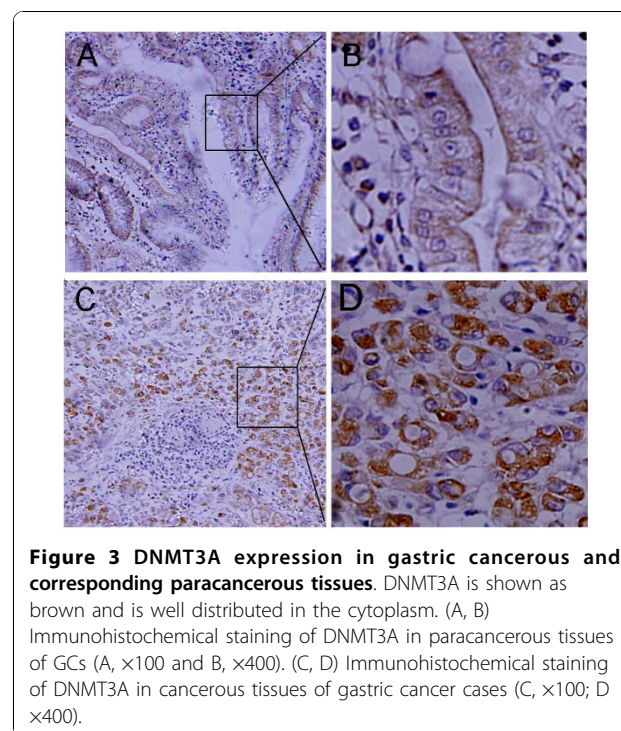 A
B
C
D
Figure 3 DNMT3A expression in gastric cancerous and
corresponding paracancerous tissues. DNMT3A is shown as
brown and is well distributed in the cytoplasm. (A, B)
Immunohistochemical staining of DNMT3A in paracancerous tissues
of GCs (A, ×100 and B, ×400). (C, D) Immunohistochemical staining
of DNMT3A in cancerous tissues of gastric cancer cases (C, ×100; D
×400).